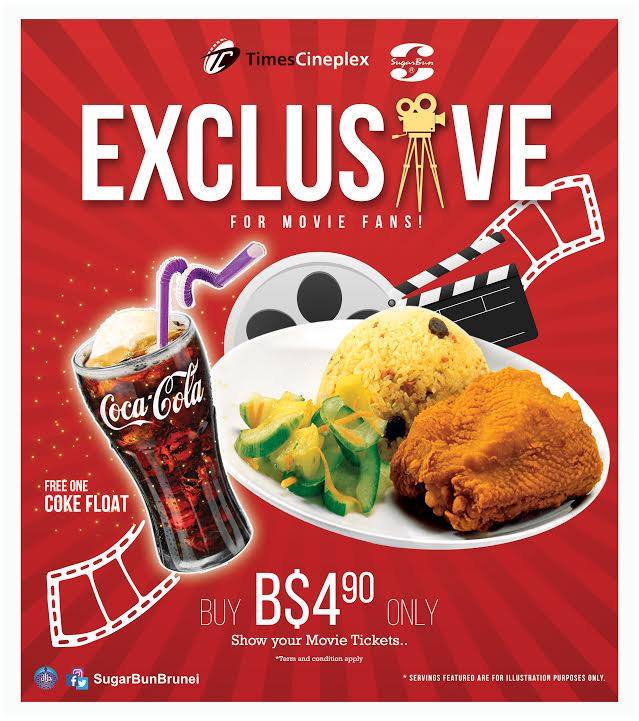 TimesCineplex
SugarBun
EXCLUSIVE
FOR MOVIE FANS!
Coca-Cola
FREE ONE
COKE FLOAT
BUY B$4.90 ONLY
Show your Movie Tickets..
*Term and condition apply
SugarBunBrunei
* SERVINGS FEATURED ARE FOR ILLUSTRATION PURPOSES ONLY.